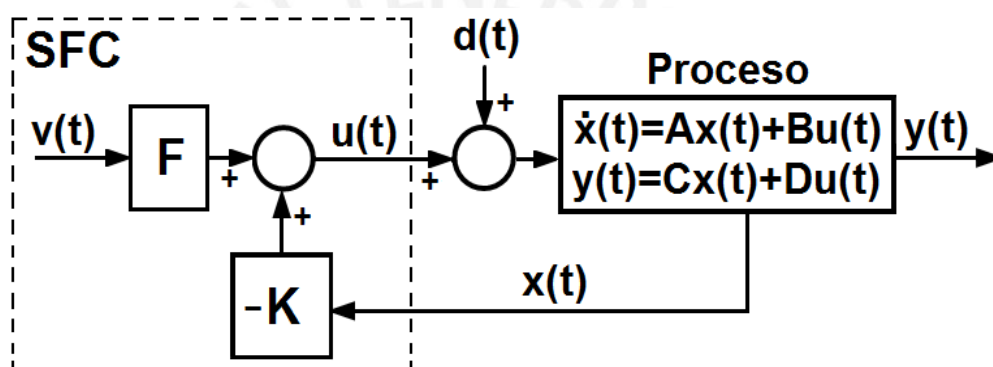 SFC
d(t)
Proceso
v(t)
F
u(t)
ẋ(t)=Ax(t)+Bu(t)
y(t)=Cx(t)+Du(t)
y(t)
+
+
+
+
-K
x(t)